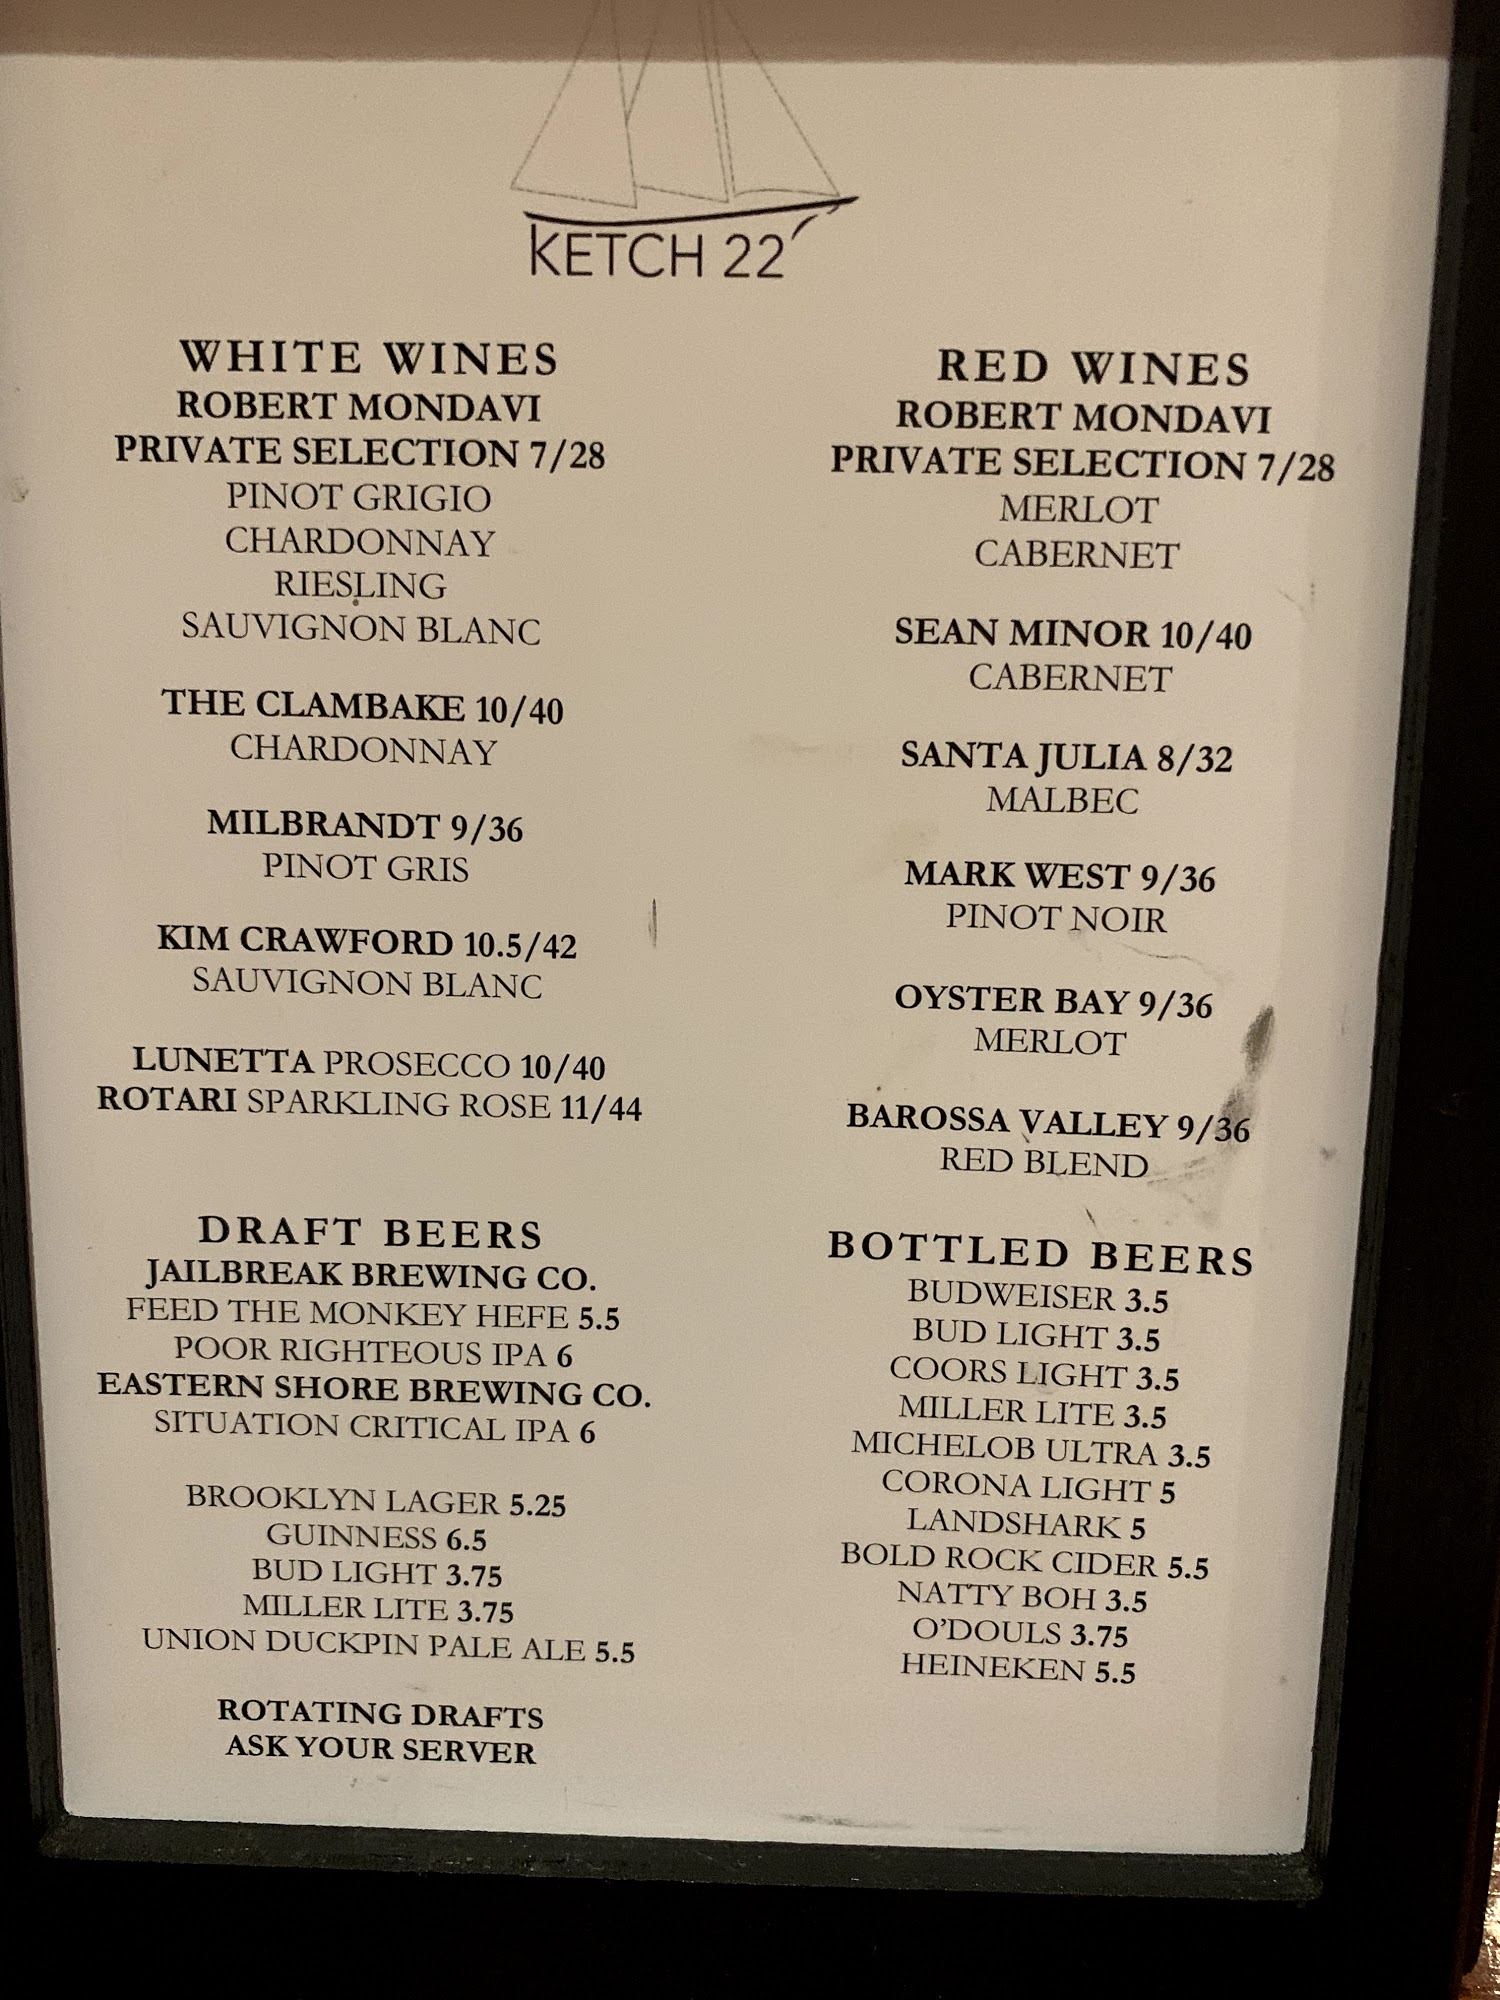 KETCH 22
WHITE WINES
ROBERT MONDAVI
PRIVATE SELECTION 7/28
PINOT GRIGIO
CHARDONNAY
RIESLING
SAUVIGNON BLANC
THE CLAMBAKE 10/40
CHARDONNAY
MILBRANDT 9/36
PINOT GRIS
KIM CRAWFORD 10.5/42
SAUVIGNON BLANC
LUNETTA PROSECCO 10/40
ROTARI SPARKLING ROSE 11/44
RED WINES
ROBERT MONDAVI
PRIVATE SELECTION 7/28
MERLOT
CABERNET
SEAN MINOR 10/40
CABERNET
SANTA JULIA 8/32
MALBEC
MARK WEST 9/36
PINOT NOIR
OYSTER BAY 9/36
MERLOT
BAROSSA VALLEY 9/36
RED BLEND
DRAFT BEERS
JAILBREAK BREWING CO.
FEED THE MONKEY HEFE 5.5
POOR RIGHTEOUS IPA 6
EASTERN SHORE BREWING CO.
SITUATION CRITICAL IPA 6
BROOKLYN LAGER 5.25
GUINNESS 6.5
BUD LIGHT 3.75
MILLER LITE 3.75
UNION DUCKPIN PALE ALE 5.5
ROTATING DRAFTS
ASK YOUR SERVER
BOTTLED BEERS
BUDWEISER 3.5
BUD LIGHT 3.5
COORS LIGHT 3.5
MILLER LITE 3.5
MICHELOB ULTRA 3.5
CORONA LIGHT 5
LANDSHARK 5
BOLD ROCK CIDER 5.5
NATTY BOH 3.5
O'DOULS 3.75
HEINEKEN 5.5